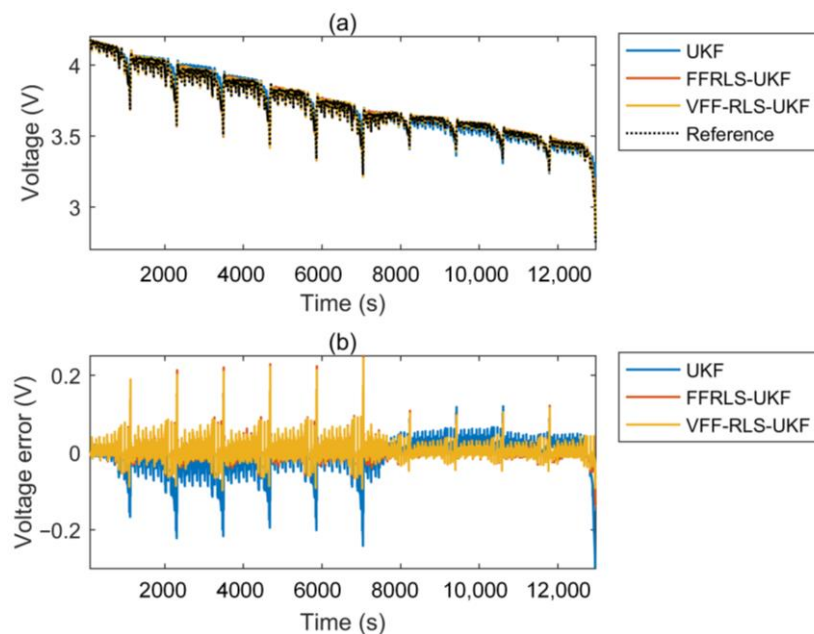 (a)
4
3.5
3
Voltage (V)
2000 4000 6000 8000 10,000 12,000
Time (s)
UKF
FFRLS-UKF
VFF-RLS-UKF
Reference
(b)
0.2
0
−0.2
Voltage error (V)
2000 4000 6000 8000 10,000 12,000
Time (s)
UKF
FFRLS-UKF
VFF-RLS-UKF